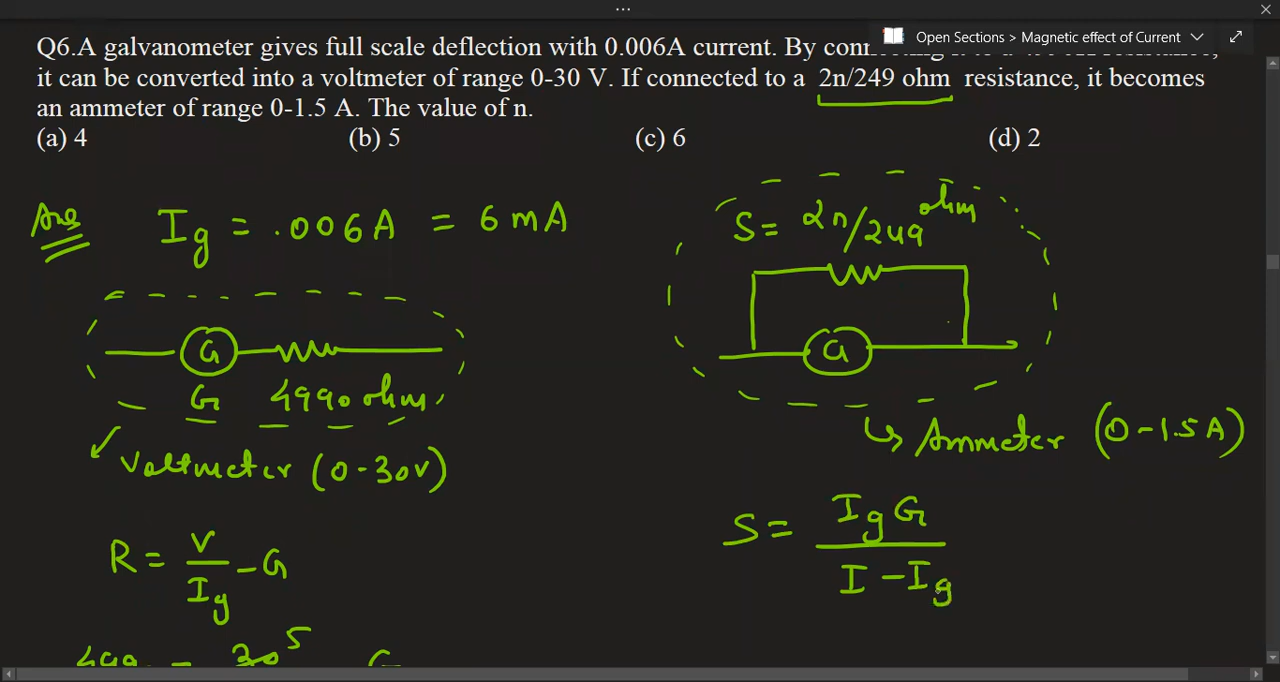 ...
Open Sections > Magnetic effect of Current
Q6.A galvanometer gives full scale deflection with 0.006A current. By
it can be converted into a voltmeter of range 0-30 V. If connected to a 2n/249 ohm resistance, it becomes
an ammeter of range 0-1.5 A. The value of n.
(a) 4 (b) 5 (c) 6 (d) 2
Ans Ig = .006A = 6 mA
S = 2n/249 ohm
G
G 4990 ohm
Voltmeter (0-30V)
G
Ammeter (0-1.5A)
R = V/Ig - G
S = IgG/I-Ig
= 30 5 G